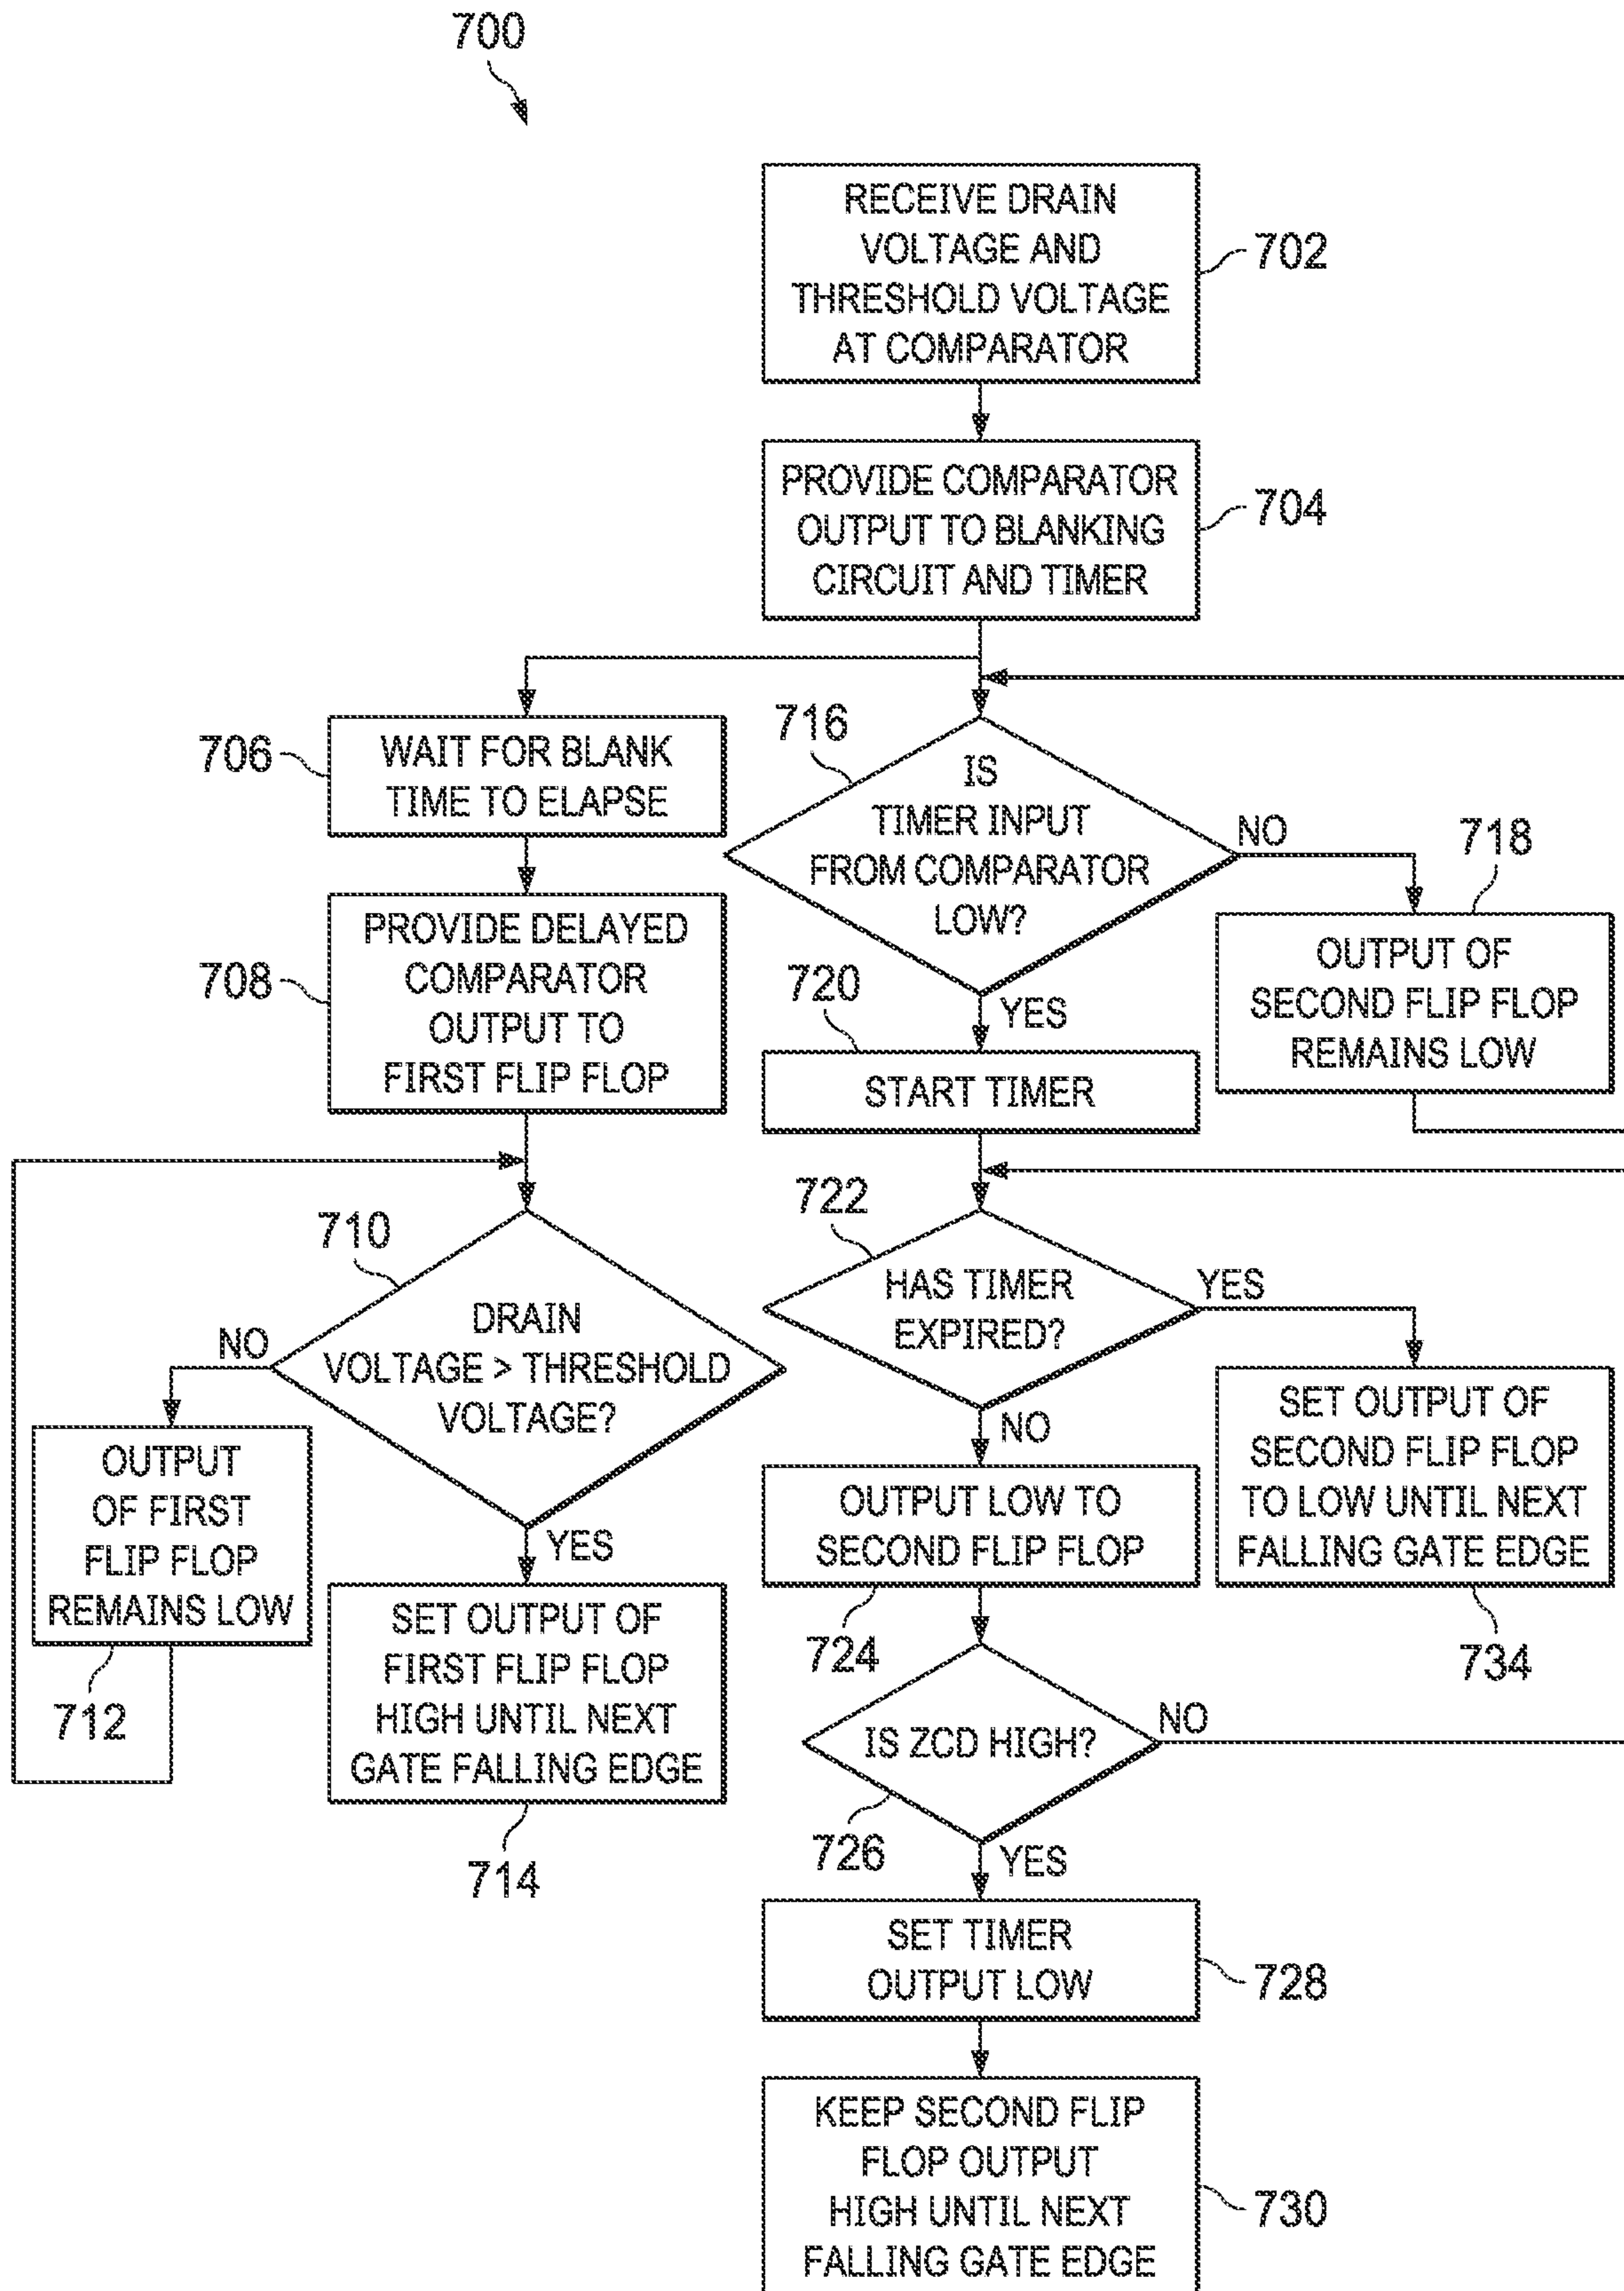 700
RECEIVE DRAIN
VOLTAGE AND
THRESHOLD VOLTAGE
AT COMPARATOR
702
PROVIDE COMPARATOR
OUTPUT TO BLANKING
CIRCUIT AND TIMER
704
706
WAIT FOR BLANK
TIME TO ELAPSE
716
IS
TIMER INPUT
FROM COMPARATOR
LOW?
NO
718
OUTPUT OF
SECOND FLIP FLOP
REMAINS LOW
708
PROVIDE DELAYED
COMPARATOR
OUTPUT TO
FIRST FLIP FLOP
YES
720
START TIMER
710
DRAIN
VOLTAGE > THRESHOLD
VOLTAGE?
NO
OUTPUT
OF FIRST
FLIP FLOP
REMAINS LOW
712
YES
SET OUTPUT OF
FIRST FLIP FLOP
HIGH UNTIL NEXT
GATE FALLING EDGE
714
722
HAS TIMER
EXPIRED?
YES
SET OUTPUT OF
SECOND FLIP FLOP
TO LOW UNTIL NEXT
FALLING GATE EDGE
734
NO
OUTPUT LOW TO
SECOND FLIP FLOP
724
IS ZCD HIGH?
NO
726
YES
SET TIMER
OUTPUT LOW
728
KEEP SECOND FLIP
FLOP OUTPUT
HIGH UNTIL NEXT
FALLING GATE EDGE
730